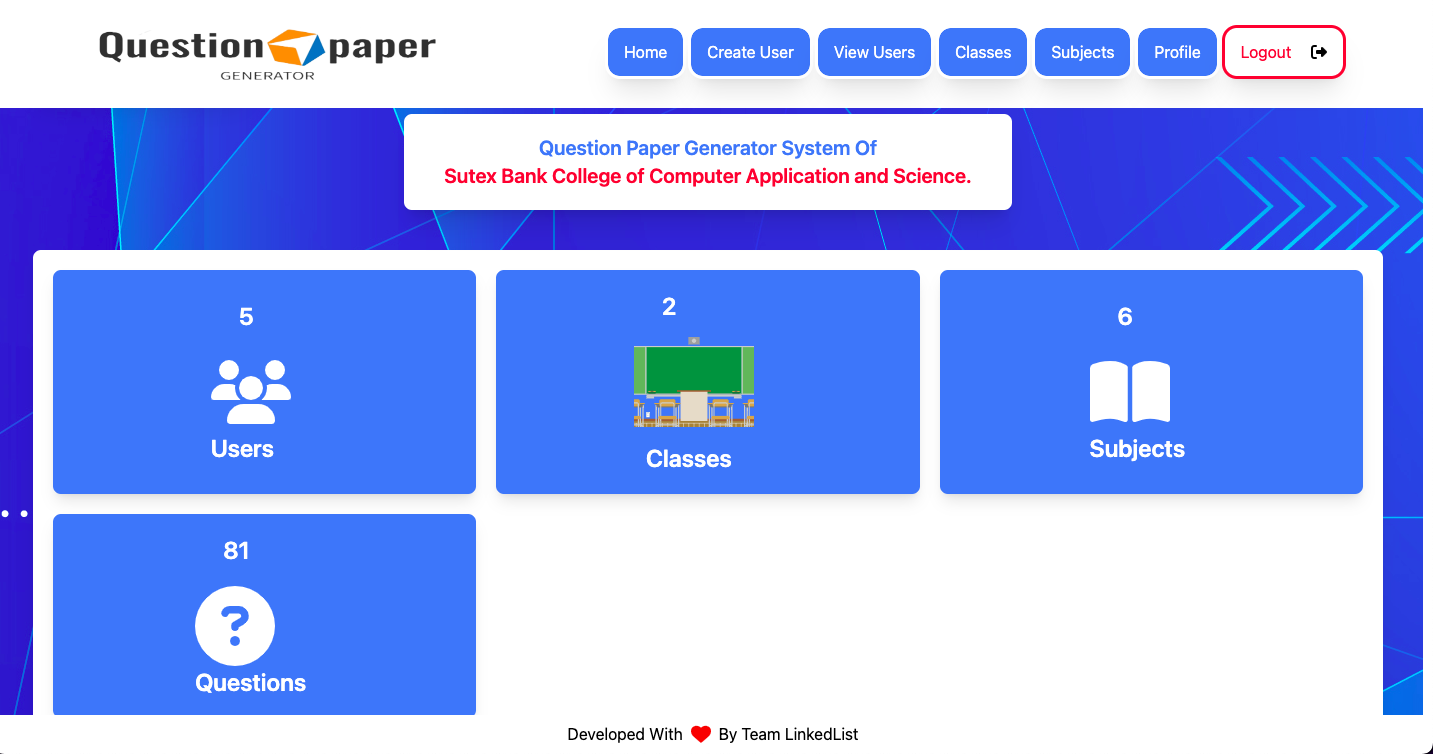 Question paper
GENERATOR
Home Create User View Users Classes Subjects Profile Logout
Question Paper Generator System Of
Sutex Bank College of Computer Application and Science.
5
Users
2
Classes
6
Subjects
81
?
Questions
Developed With By Team LinkedList